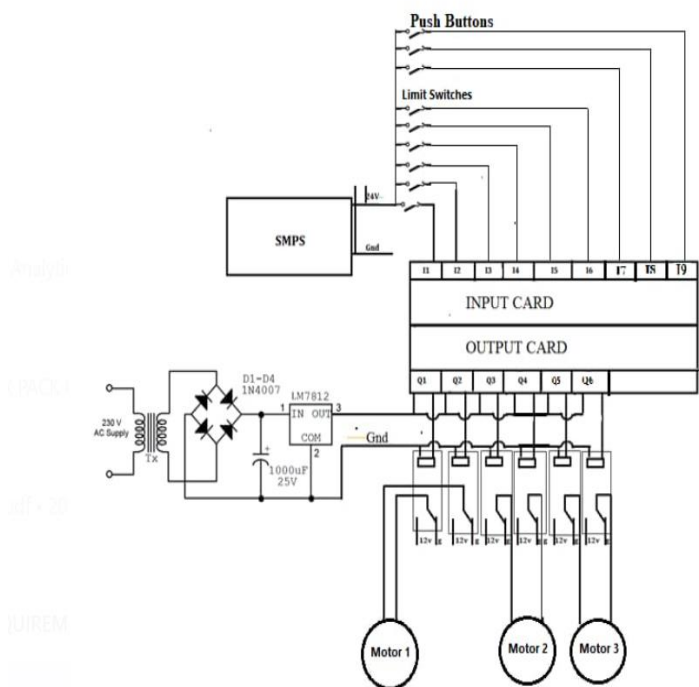 Push Buttons
Limit Switches
24V
SMPS
Gnd
I1 I2 I3 I4 I5 I6 I7 I8 I9
INPUT CARD
OUTPUT CARD
Q1 Q2 Q3 Q4 Q5 Q6
D1-D4
1N4007
LM7812
1 IN OUT 3
COM
2
230 V
AC Supply
Tx
+
1000uF
25V
Gnd
12v g 12v g 12v g 12v g 12v g 12v g
Motor 1
Motor 2
Motor 3